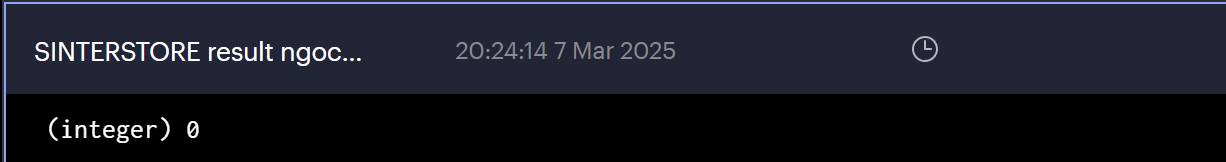 SINTERSTORE result ngoc... 20:24:14 7 Mar 2025
(integer) 0